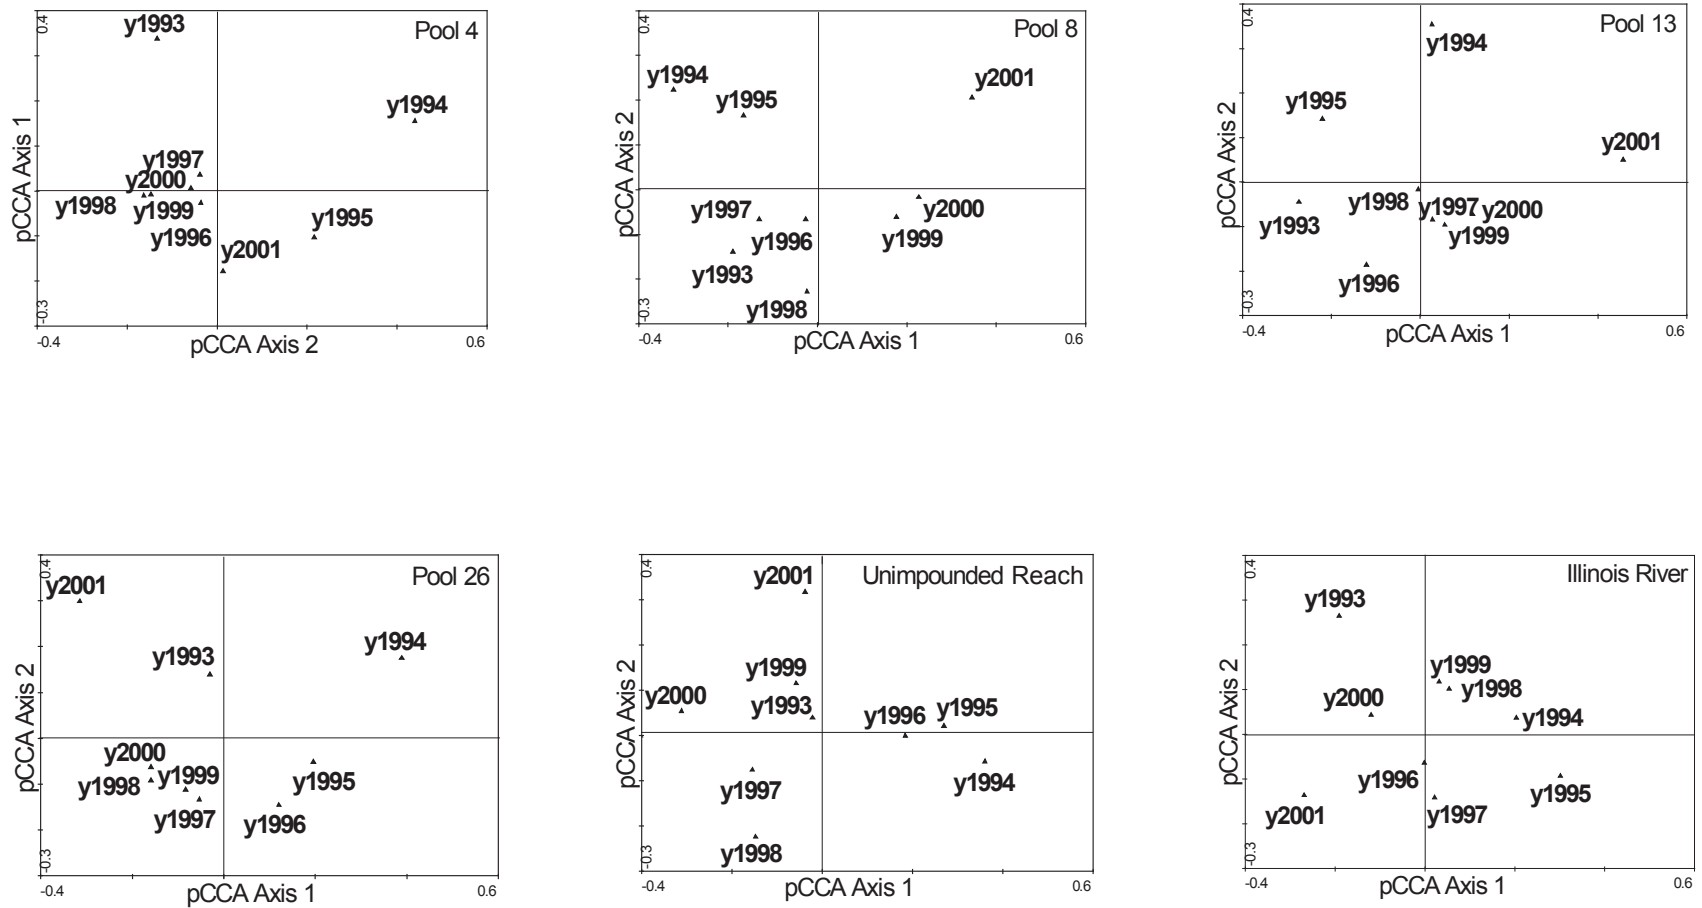 0.4
y1993
Pool 4
y1994
y1997
y2000
y1998
y1999
y1995
y1996
y2001
pCCA Axis 1
-0.3
-0.4
pCCA Axis 2
0.6
0.4
Pool 8
y1994
y2001
y1995
y1997
y2000
y1996
y1999
y1993
y1998
pCCA Axis 2
-0.3
-0.4
pCCA Axis 1
0.6
0.4
Pool 13
y1994
y1995
y2001
y1998
y1997
y2000
y1993
y1999
y1996
pCCA Axis 2
-0.3
-0.4
pCCA Axis 1
0.6
0.4
Pool 26
y2001
y1994
y1993
y2000
y1999
y1998
y1995
y1997
y1996
pCCA Axis 2
-0.3
-0.4
pCCA Axis 1
0.6
0.4
y2001
Unimpounded Reach
y1999
y2000
y1993
y1996
y1995
y1997
y1994
y1998
pCCA Axis 2
-0.3
-0.4
pCCA Axis 1
0.6
0.4
Illinois River
y1993
y1999
y1998
y2000
y1994
y1996
y1995
y2001
y1997
pCCA Axis 2
-0.3
-0.4
pCCA Axis 1
0.6